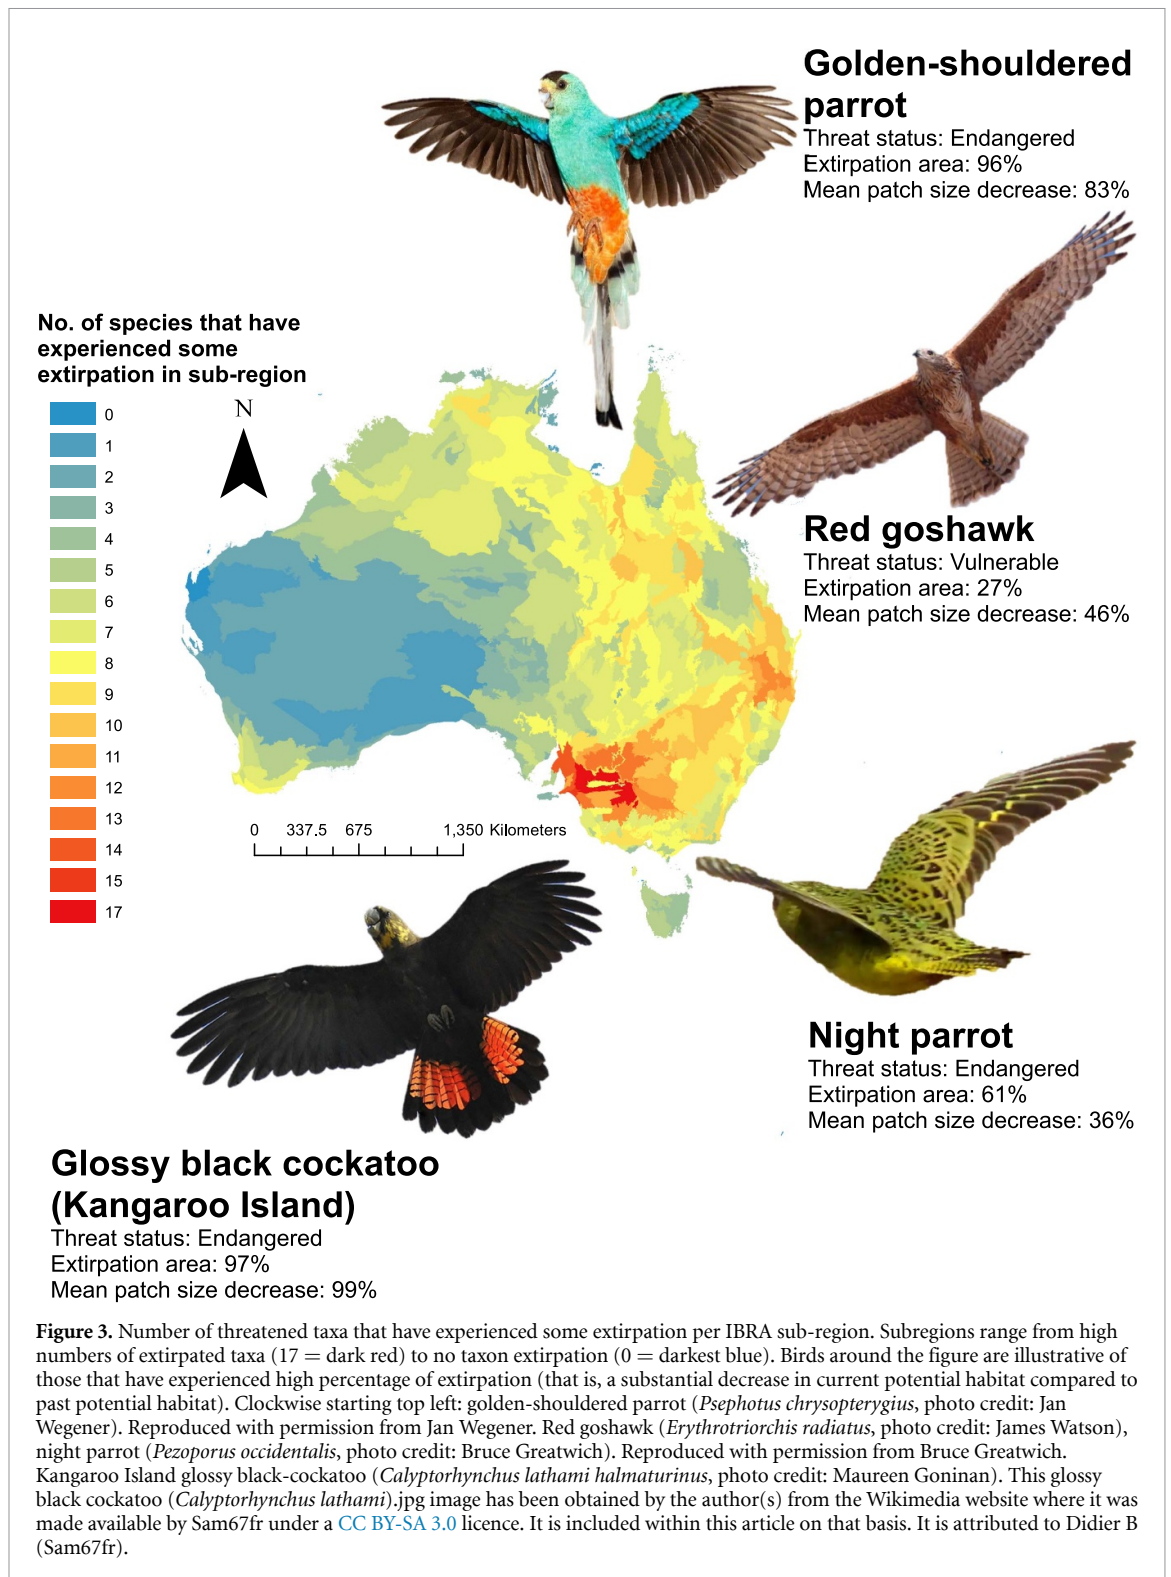 Golden-shouldered
parrot
Threat status: Endangered
Extirpation area: 96%
Mean patch size decrease: 83%
No. of species that have
experienced some
extirpation in sub-region
N
0
1
2
3
4
5
6
7
8
9
10
11
12
13
14
15
17
Red goshawk
Threat status: Vulnerable
Extirpation area: 27%
Mean patch size decrease: 46%
0 337.5 675 1,350 Kilometers
Night parrot
Threat status: Endangered
Extirpation area: 61%
Mean patch size decrease: 36%
Glossy black cockatoo
(Kangaroo Island)
Threat status: Endangered
Extirpation area: 97%
Mean patch size decrease: 99%
Figure 3. Number of threatened taxa that have experienced some extirpation per IBRA sub-region. Subregions range from high
numbers of extirpated taxa (17 = dark red) to no taxon extirpation (0 = darkest blue). Birds around the figure are illustrative of
those that have experienced high percentage of extirpation (that is, a substantial decrease in current potential habitat compared to
past potential habitat). Clockwise starting top left: golden-shouldered parrot (Psephotus chrysopterygius, photo credit: Jan
Wegener). Reproduced with permission from Jan Wegener. Red goshawk (Erythrotriorchis radiatus, photo credit: James Watson),
night parrot (Pezoporus occidentalis, photo credit: Bruce Greatwich). Reproduced with permission from Bruce Greatwich.
Kangaroo Island glossy black-cockatoo (Calyptorhynchus lathami halmaturinus, photo credit: Maureen Goninan). This glossy
black cockatoo (Calyptorhynchus lathami).jpg image has been obtained by the author(s) from the Wikimedia website where it was
made available by Sam67fr under a CC BY-SA 3.0 licence. It is included within this article on that basis. It is attributed to Didier B
(Sam67fr).